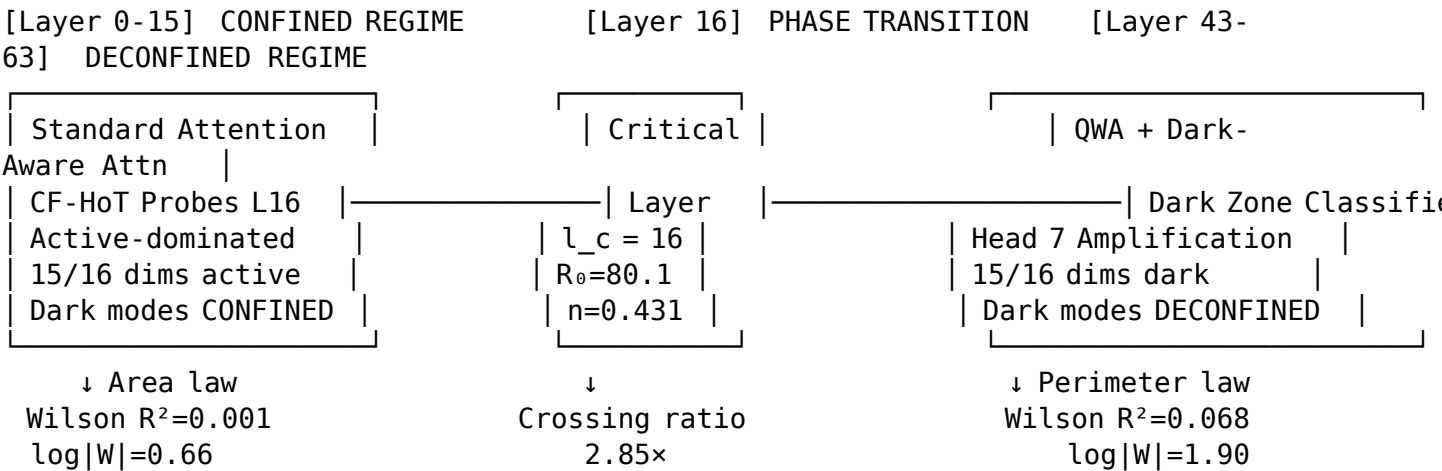 [Layer 0-15] CONFINED REGIME [Layer 16] PHASE TRANSITION [Layer 43-
63] DECONFINED REGIME
│ Standard Attention │ │ Critical │ │ QWA + Dark-
Aware Attn │
│ CF-HoT Probes L16 │─────────────┤ Layer │──────────────────┤ Dark Zone Classifie
│ Active-dominated │ │ l_c = 16 │ │ Head 7 Amplification │
│ 15/16 dims active │ │ R₀=80.1 │ │ 15/16 dims dark │
│ Dark modes CONFINED │ │ n=0.431 │ │ Dark modes DECONFINED │
↓ Area law ↓ ↓ Perimeter law
Wilson R²=0.001 Crossing ratio Wilson R²=0.068
log|W|=0.66 2.85× log|W|=1.90